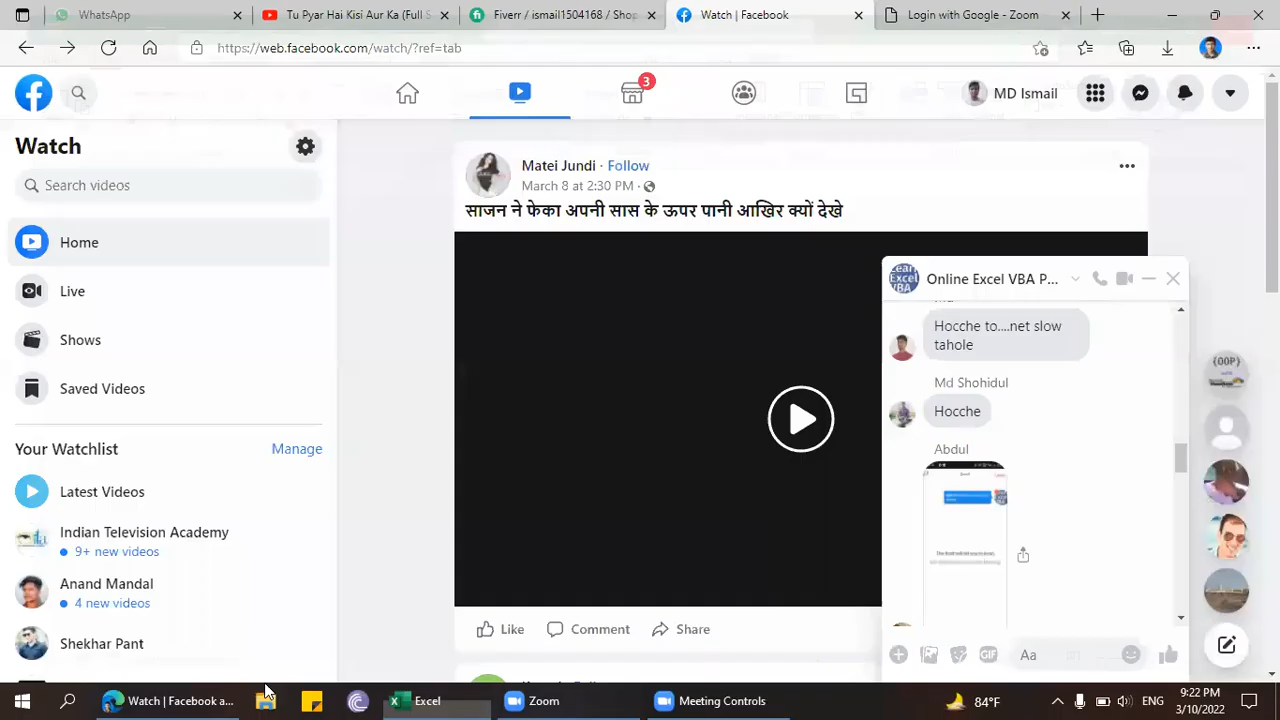 WhatsApp
Tu Pyar Hai Kisi Aur Ka (Full S
Fiverr / ismail1504168 / Shop
Watch | Facebook
Login with Google - Zoom
https://web.facebook.com/watch/?ref=tab
3
MD Ismail
Watch
Search videos
Home
Live
Shows
Saved Videos
Your Watchlist
Manage
Latest Videos
Indian Television Academy
9+ new videos
Anand Mandal
4 new videos
Shekhar Pant
Matei Jundi · Follow
March 8 at 2:30 PM ·
साजन ने फेका अपनी सास के ऊपर पानी आखिर क्यों देखे
Like
Comment
Share
Learn Excel VBA
Online Excel VBA P...
Hocche to....net slow
tahole
Md Shohidul
Hocche
Abdul
GIF
Aa
{OOP}
Watch | Facebook a...
Excel
Zoom
Meeting Controls
84°F
ENG
9:22 PM
3/10/2022